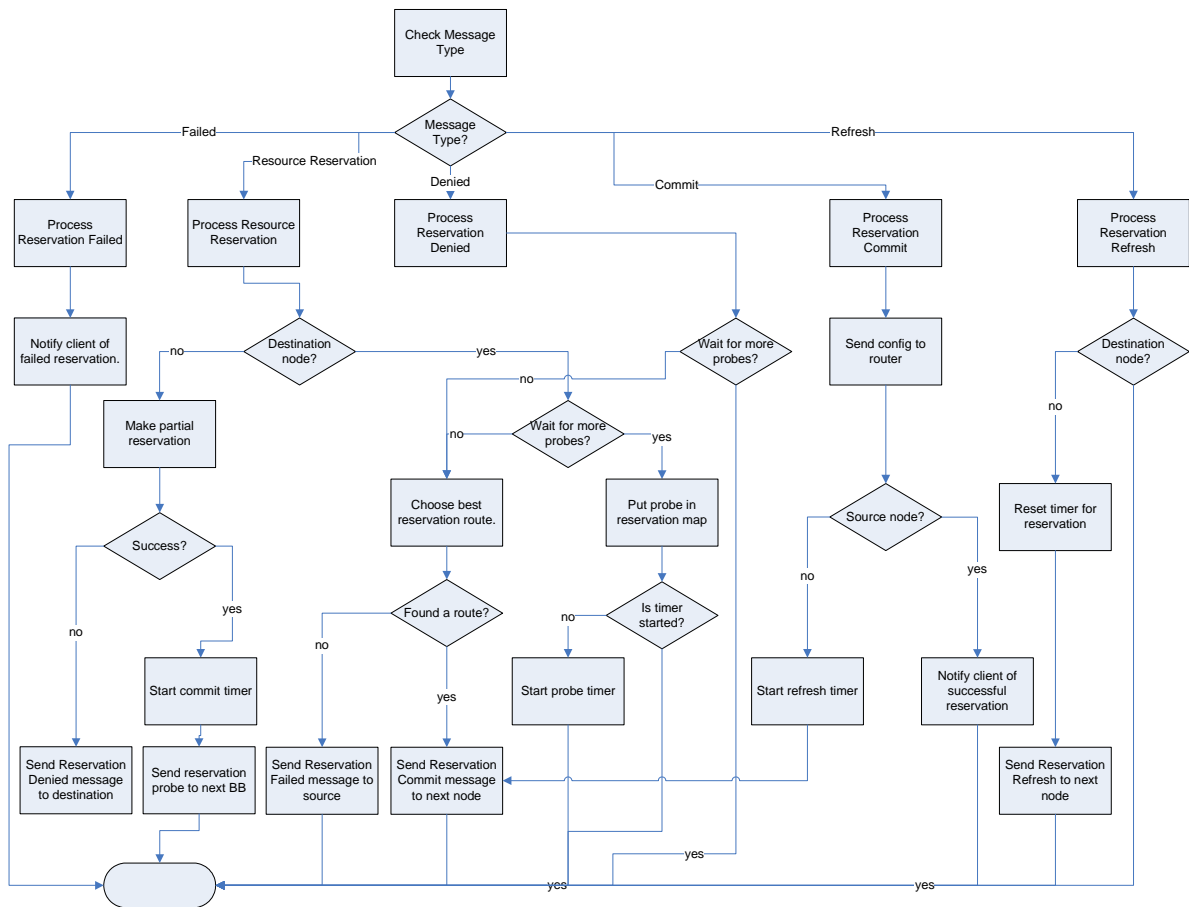 Check Message
Type
Message
Type?
Failed
Refresh
Resource Reservation
Denied
Commit
Process
Reservation Failed
Process Resource
Reservation
Process
Reservation
Denied
Process
Reservation
Commit
Process
Reservation
Refresh
Notify client of
failed reservation.
Destination
node?
no
yes
Wait for more
probes?
no
Send config to
router
Destination
node?
no
Make partial
reservation
Wait for more
probes?
no
yes
Choose best
reservation route.
Put probe in
reservation map
Source node?
no
yes
Reset timer for
reservation
Success?
no
yes
Found a route?
no
yes
Is timer
started?
no
Start commit timer
Start probe timer
Start refresh timer
Notify client of
successful
reservation
Send Reservation
Denied message
to destination
Send reservation
probe to next BB
Send Reservation
Failed message to
source
Send Reservation
Commit message
to next node
Send Reservation
Refresh to next
node
yes
yes
yes